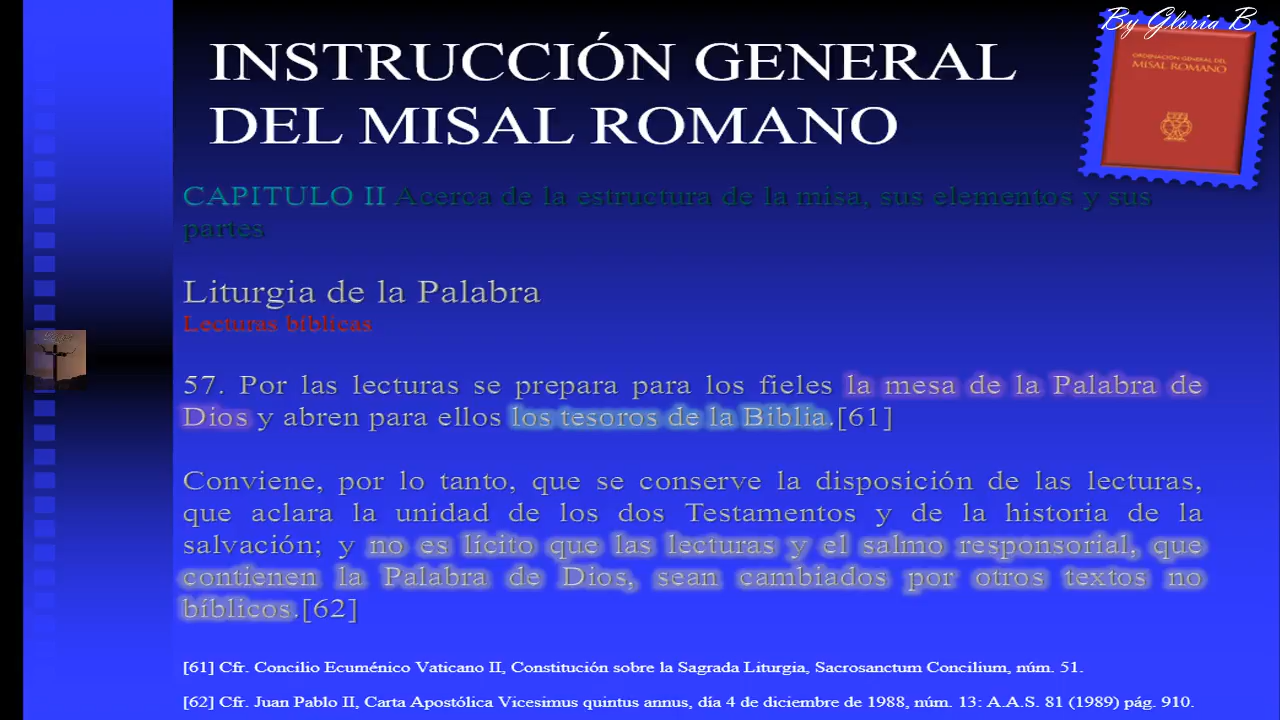 By Gloria B
INSTRUCCIÓN GENERAL
DEL MISAL ROMANO
ORDENACIÓN GENERAL DEL
MISAL ROMANO
CAPITULO II Acerca de la estructura de la misa, sus elementos y sus
partes
Liturgia de la Palabra
Lecturas bíblicas
57. Por las lecturas se prepara para los fieles la mesa de la Palabra de
Dios y abren para ellos los tesoros de la Biblia.[61]
Conviene, por lo tanto, que se conserve la disposición de las lecturas,
que aclara la unidad de los dos Testamentos y de la historia de la
salvación; y no es lícito que las lecturas y el salmo responsorial, que
contienen la Palabra de Dios, sean cambiados por otros textos no
bíblicos.[62]
[61] Cfr. Concilio Ecuménico Vaticano II, Constitución sobre la Sagrada Liturgia, Sacrosanctum Concilium, núm. 51.
[62] Cfr. Juan Pablo II, Carta Apostólica Vicesimus quintus annus, día 4 de diciembre de 1988, núm. 13: A.A.S. 81 (1989) pág. 910.